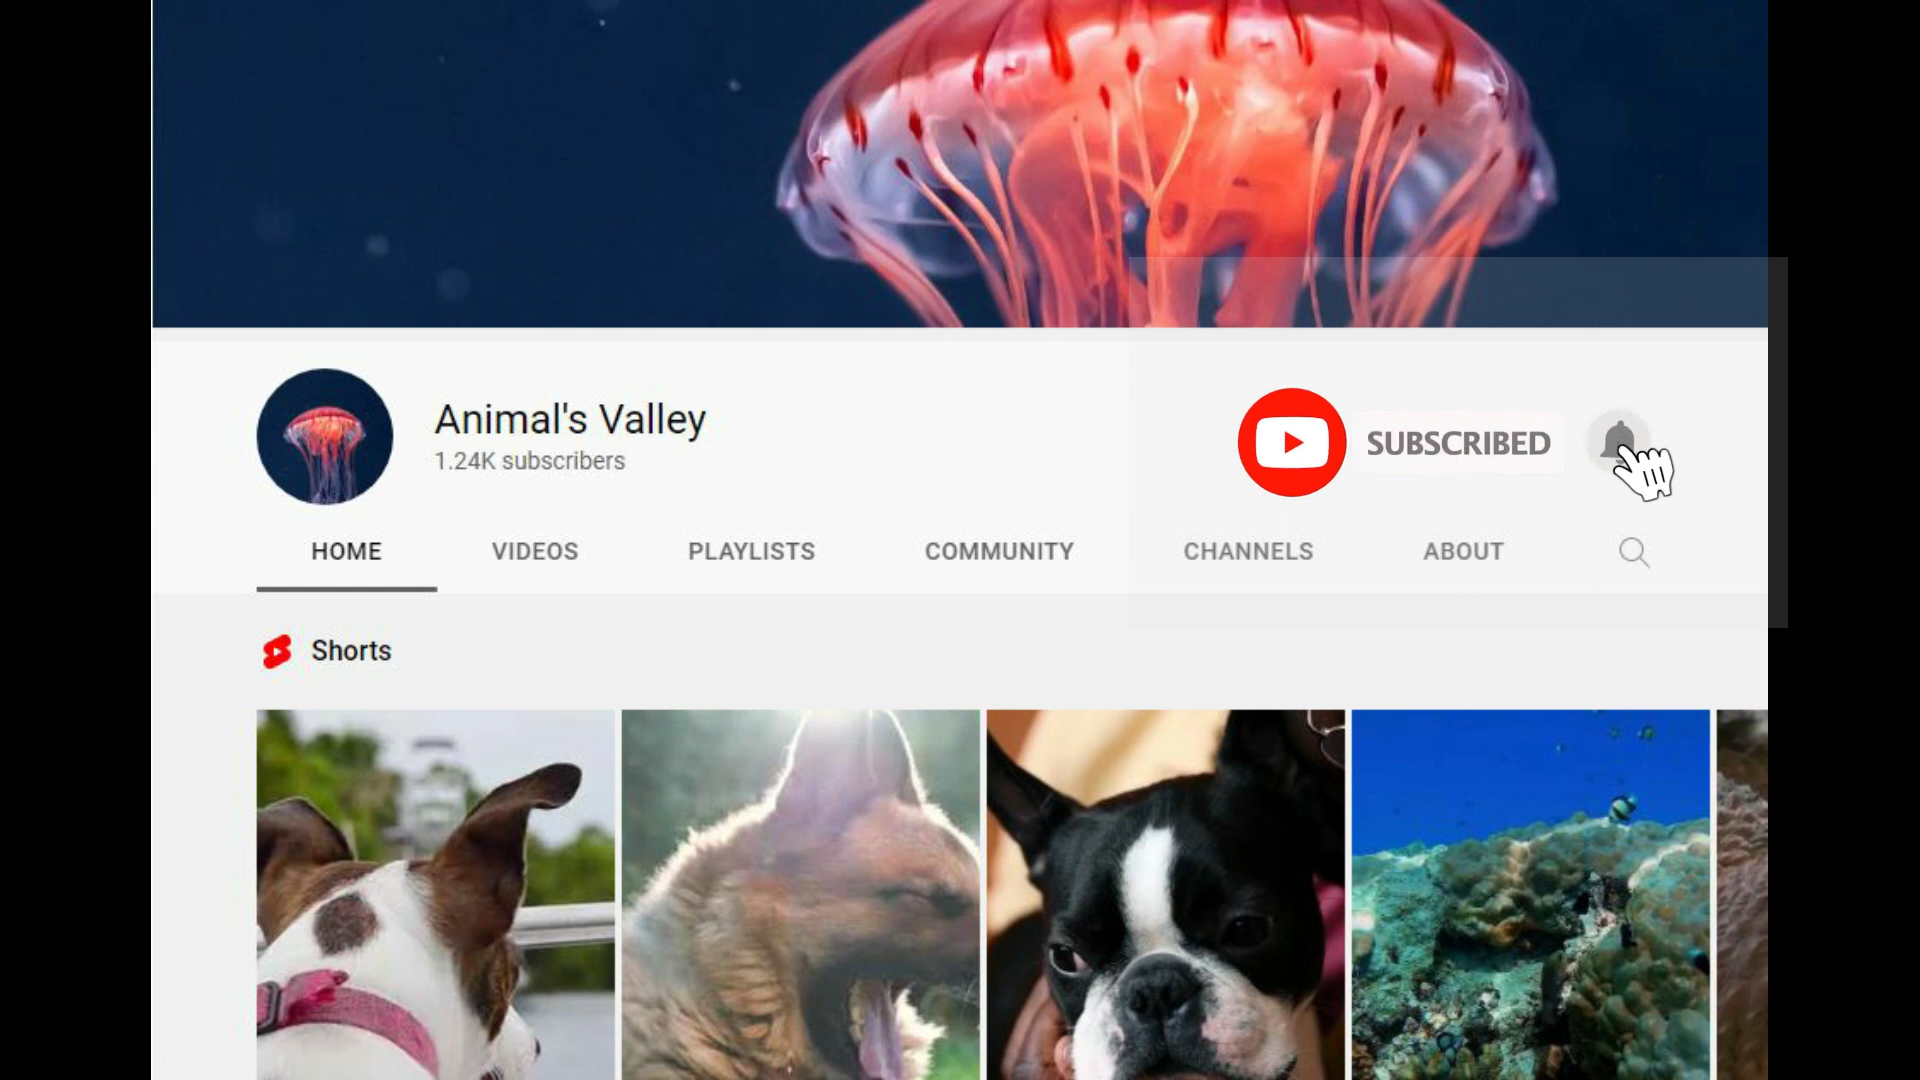 Animal's Valley
1.24K subscribers
SUBSCRIBED
HOME VIDEOS PLAYLISTS COMMUNITY CHANNELS ABOUT
Shorts